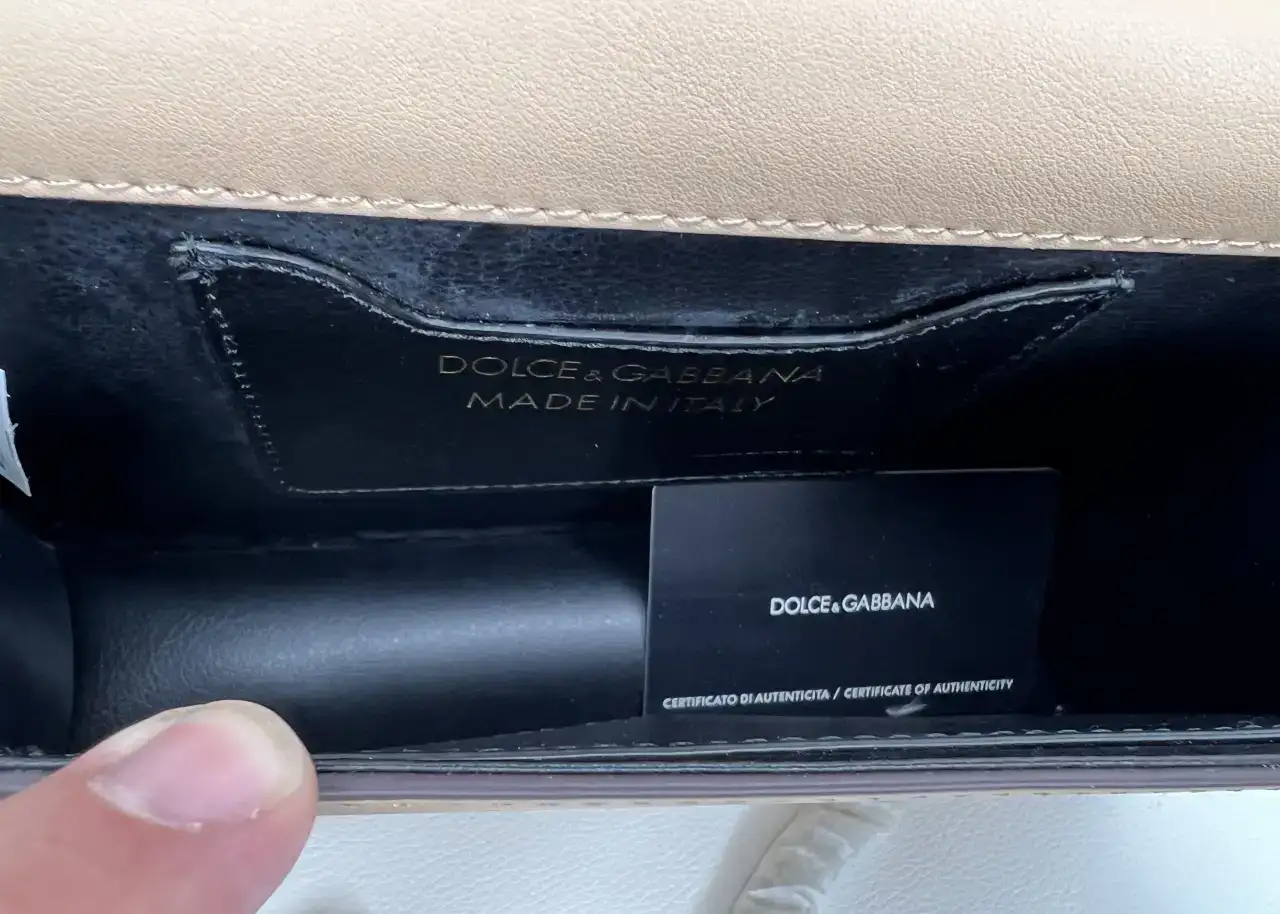 DOLCE & GABBANA
MADE IN ITALY
DOLCE & GABBANA
CERTIFICATO DI AUTENTICITA / CERTIFICATE OF AUTHENTICITY